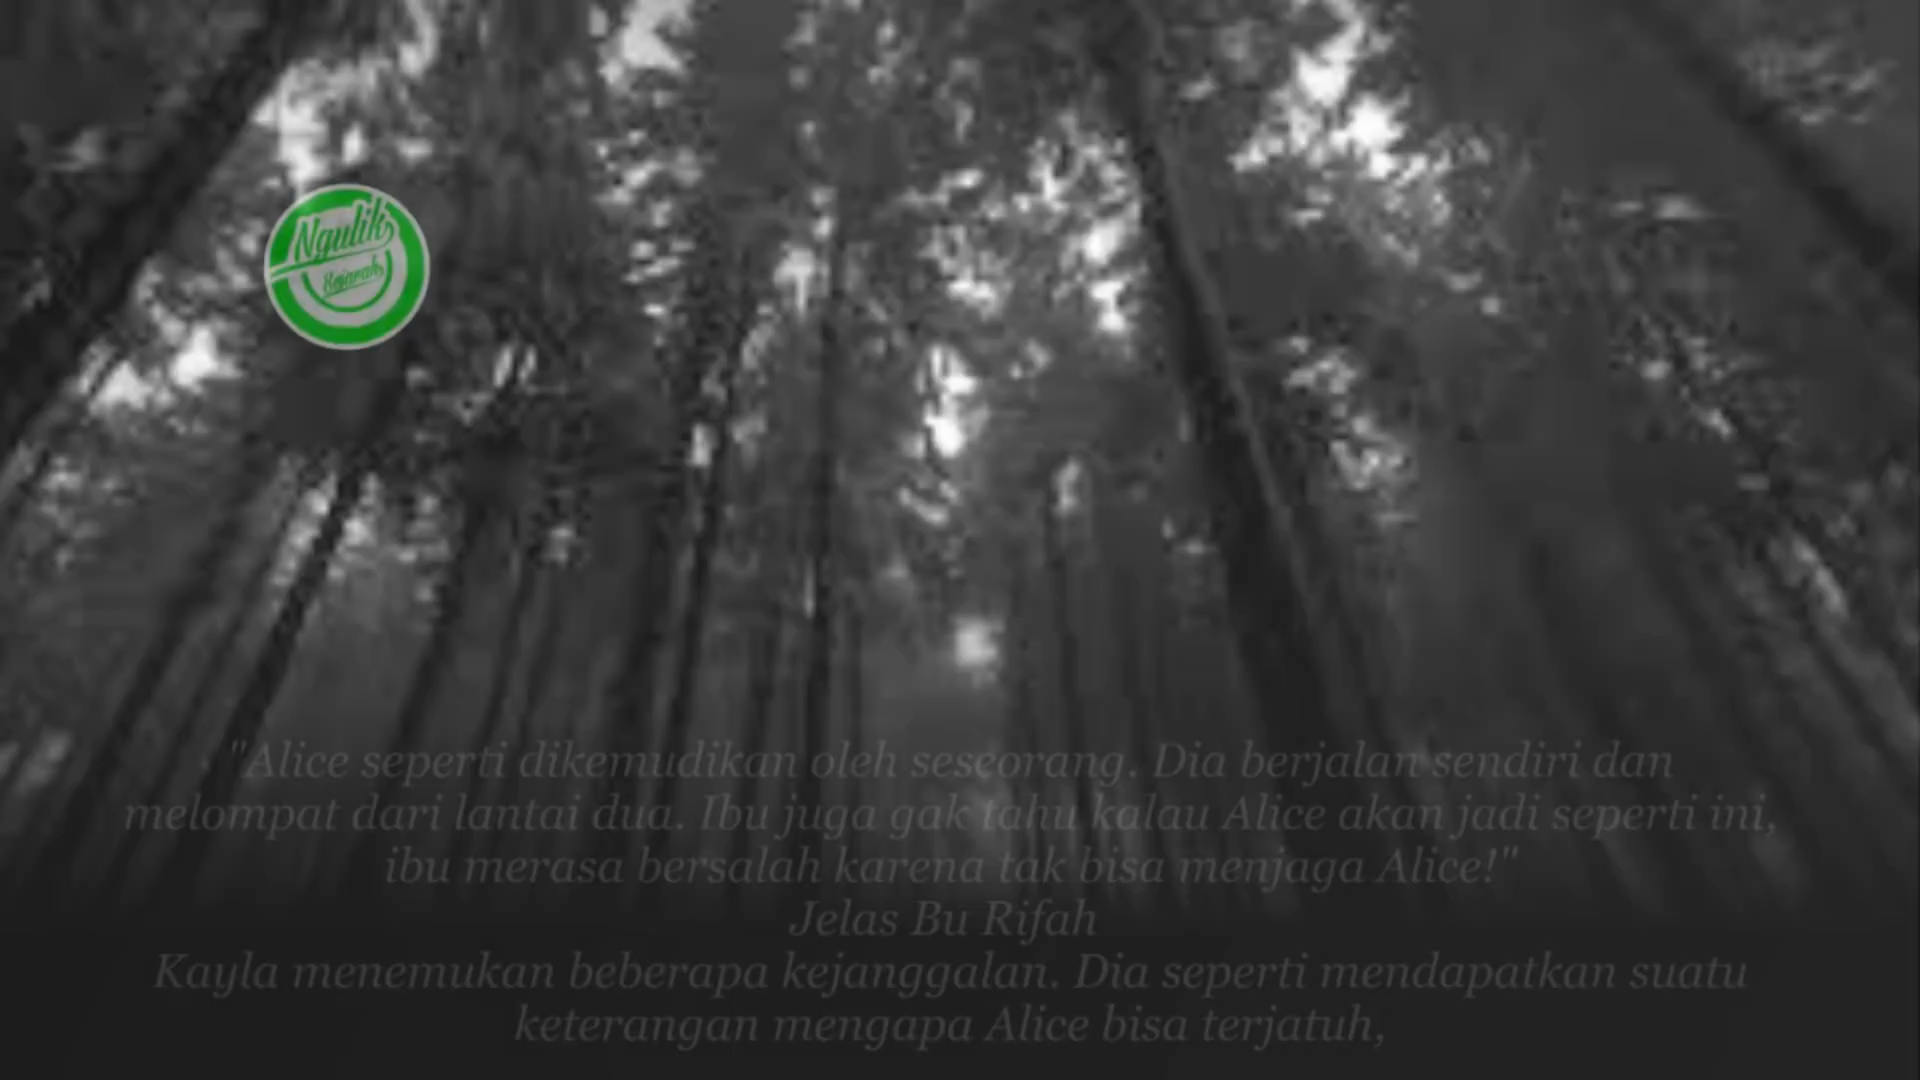 Ngulik
Sejarah
"Alice seperti dikemudikan oleh seseorang. Dia berjalan sendiri dan
melompat dari lantai dua. Ibu juga gak tahu kalau Alice akan jadi seperti ini,
ibu merasa bersalah karena tak bisa menjaga Alice!"
Jelas Bu Rifah
Kayla menemukan beberapa kejanggalan. Dia seperti mendapatkan suatu
keterangan mengapa Alice bisa terjatuh,